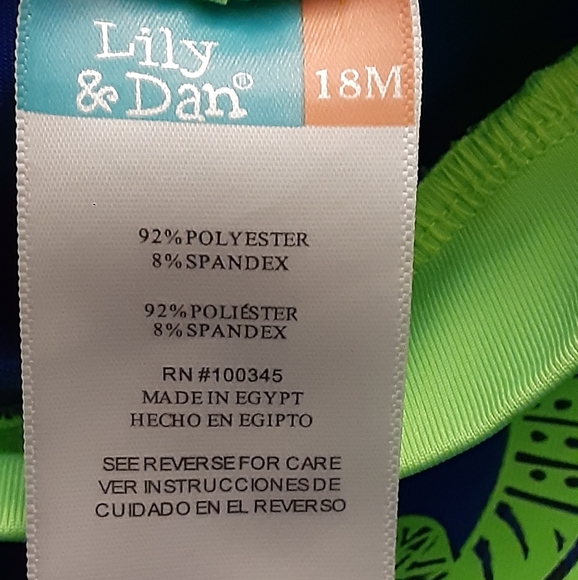 Lily
& Dan®
18M
92% POLYESTER
8% SPANDEX
92% POLIÉSTER
8% SPANDEX
RN #100345
MADE IN EGYPT
HECHO EN EGIPTO
SEE REVERSE FOR CARE
VER INSTRUCCIONES DE
CUIDADO EN EL REVERSO